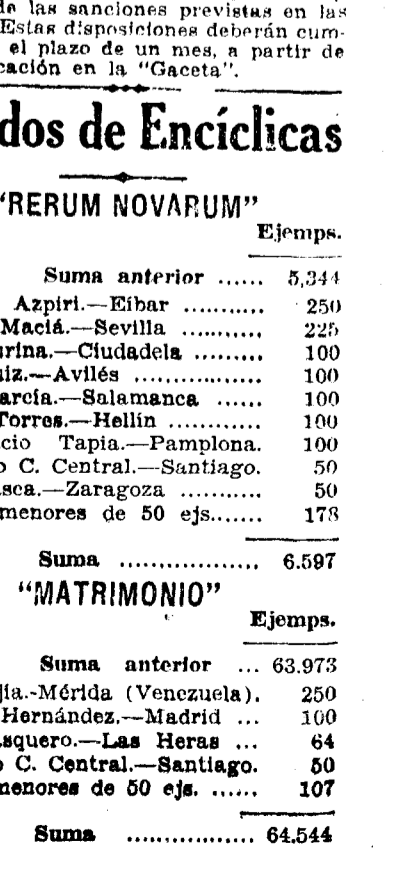 de las sanciones previstas en las
Estas disposiciones deberán cum-
el plazo de un mes, a partir de
cación en la "Gaceta".
dos de Encíclicas
"RERUM NOVARUM"
Ejemps.
Suma anterior ...... 5,344
Azpiri.—Eibar ........... 250
Maciá.—Sevilla ........... 225
rina.—Ciudadela ......... 100
iz.—Avilés ................ 100
arcía.—Salamanca ...... 100
Torres.—Hellín ............ 100
cio Tapia.—Pamplona. 100
o C. Central.—Santiago. 50
sca.—Zaragoza ........... 50
menores de 50 ejs....... 178
Suma .................. 6.597
"MATRIMONIO"
Ejemps.
Suma anterior ... 63.973
jía.-Mérida (Venezuela). 250
Hernández.—Madrid ... 100
squero.—Las Heras ... 64
o C. Central.—Santiago. 50
menores de 50 ejs. ...... 107
Suma ................. 64.544